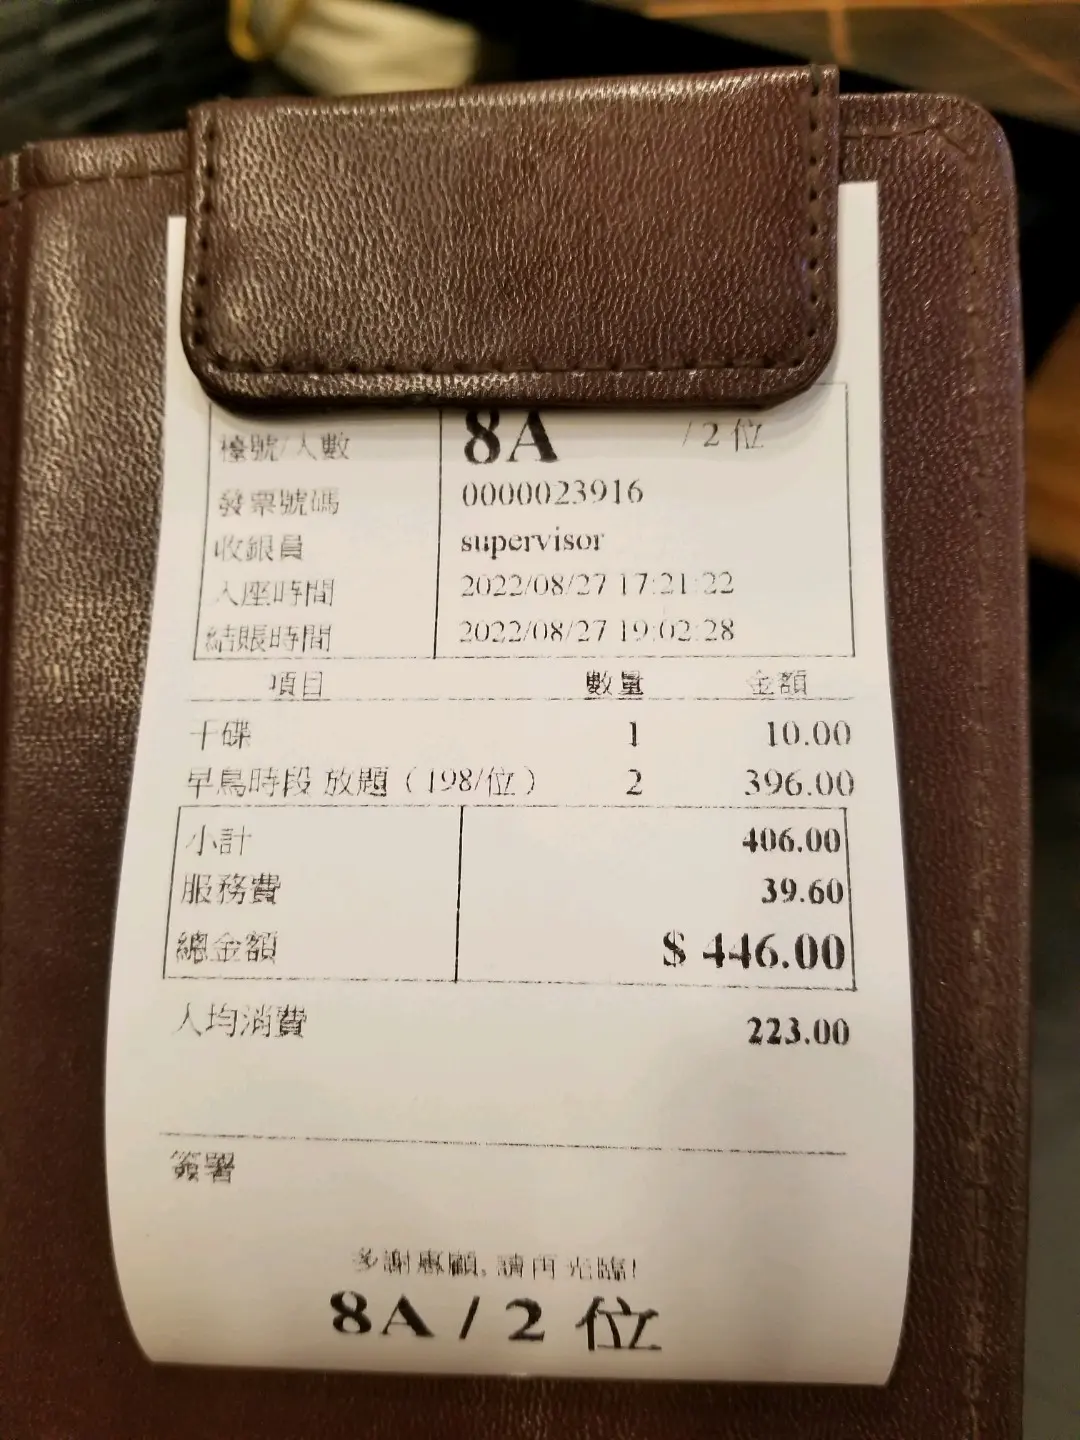 檯號/人數 8A / 2 位
發票號碼 0000023916
收銀員 supervisor
入座時間 2022/08/27 17:21:22
結賬時間 2022/08/27 19:02:28
項目 數量 金額
干碟 1 10.00
早鳥時段 放題（198/位） 2 396.00
小計 406.00
服務費 39.60
總金額 $ 446.00
人均消費 223.00
簽署
多謝惠顧, 請再光臨!
8A / 2 位